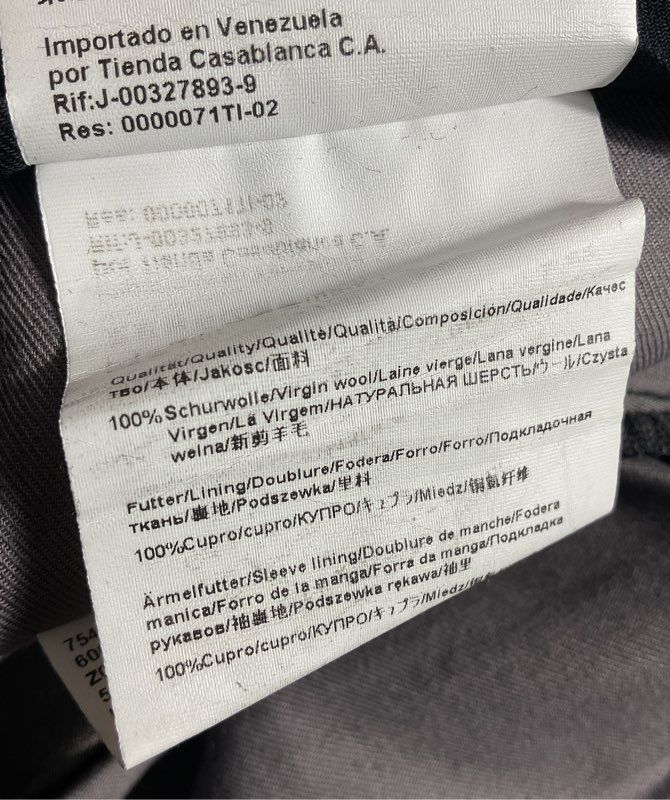 Importado en Venezuela
por Tienda Casablanca C.A.
Rif:J-00327893-9
Res: 0000071TI-02
Qualität/Quality/Qualité/Qualità/Composición/Qualidade/Качес
тво/本体/Jakosc/面料
100%Schurwolle/Virgin wool/Laine vierge/Lana vergine/Lana
Virgen/Lã Virgem/НАТУРАЛЬНАЯ ШЕРСТЬ/ウール/Czysta
welna/新剪羊毛
Futter/Lining/Doublure/Fodera/Forro/Forro/Подкладочная
ткань/裏地/Podszewka/里料
100%Cupro/cupro/КУПРО/キュプラ/Miedz/铜氨纤维
Ärmelfutter/Sleeve lining/Doublure de manche/Fodera
manica/Forro de la manga/Forra da manga/Подкладка
рукавов/袖裏地/Podszewka rękawa/袖里
100%Cupro/cupro/КУПРО/キュプラ/Miedz/
754
60